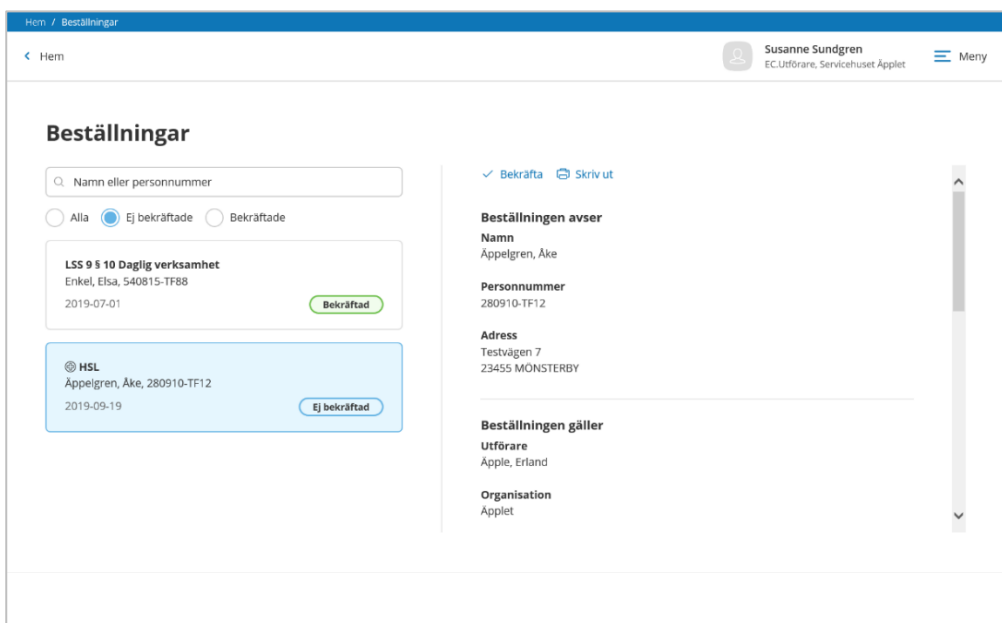 Hem / Beställningar
Hem
Susanne Sundgren
EC.Utförare, Servicehuset Äpplet
Meny
Beställningar
Namn eller personnummer
Alla
Ej bekräftade
Bekräftade
LSS 9 § 10 Daglig verksamhet
Enkel, Elsa, 540815-TF88
2019-07-01
Bekräftad
HSL
Äppelgren, Åke, 280910-TF12
2019-09-19
Ej bekräftad
Bekräfta
Skriv ut
Beställningen avser
Namn
Äppelgren, Åke
Personnummer
280910-TF12
Adress
Testvägen 7
23455 MÖNSTERBY
Beställningen gäller
Utförare
Äpple, Erland
Organisation
Äpplet